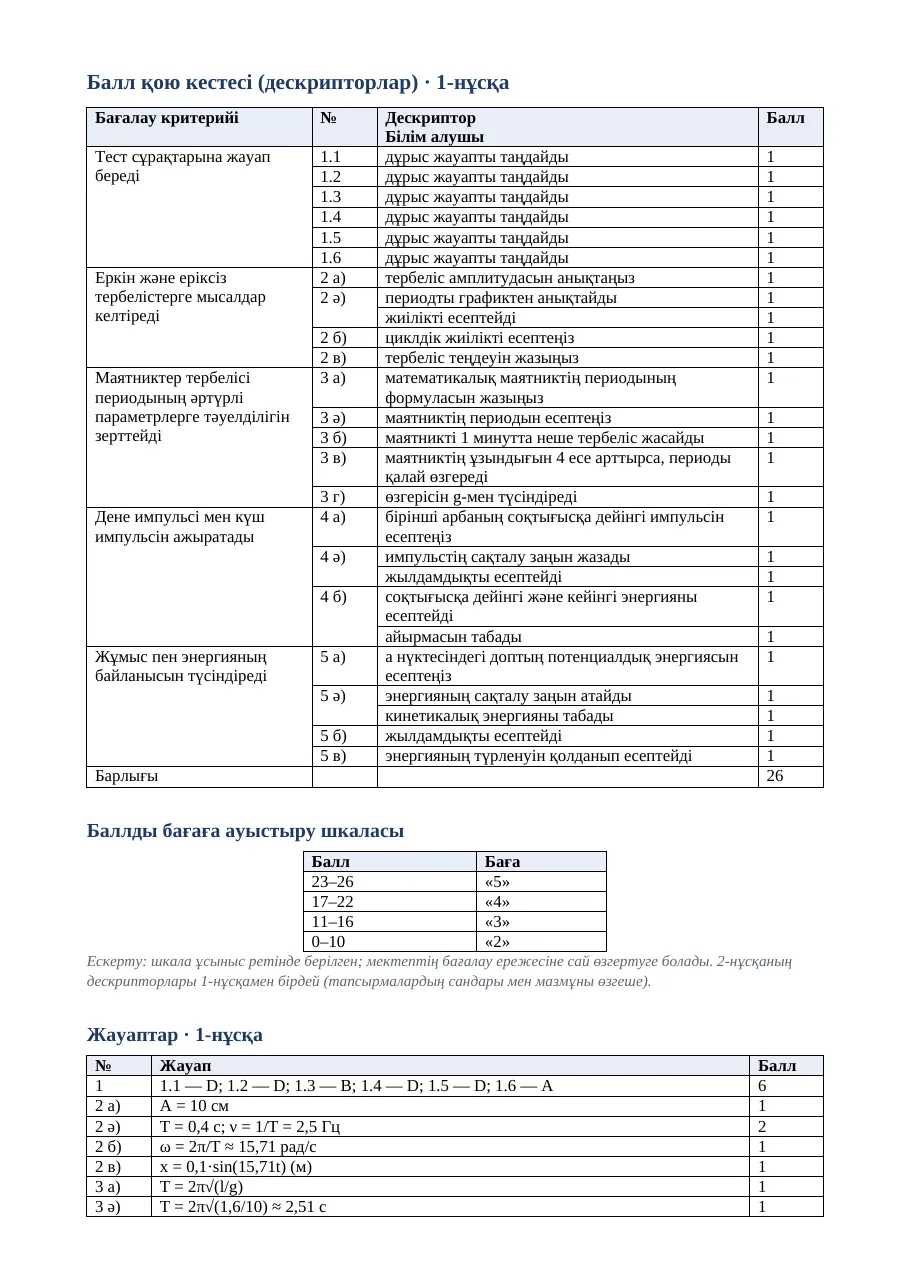 Балл қою кестесі (дескрипторлар) · 1-нұсқа
Бағалау критерийі № Дескриптор Балл
Білім алушы
Тест сұрақтарына жауап 1.1 дұрыс жауапты таңдайды 1
береді 1.2 дұрыс жауапты таңдайды 1
1.3 дұрыс жауапты таңдайды 1
1.4 дұрыс жауапты таңдайды 1
1.5 дұрыс жауапты таңдайды 1
1.6 дұрыс жауапты таңдайды 1
Еркін және еріксіз 2 а) тербеліс амплитудасын анықтаңыз 1
тербелістерге мысалдар 2 ә) периодты графиктен анықтайды 1
келтіреді жиілікті есептейді 1
2 б) циклдік жиілікті есептеңіз 1
2 в) тербеліс теңдеуін жазыңыз 1
Маятниктер тербелісі 3 а) математикалық маятниктің периодының 1
периодының әртүрлі формуласын жазыңыз
параметрлерге тәуелділігін 3 ә) маятниктің периодын есептеңіз 1
зерттейді 3 б) маятникті 1 минутта неше тербеліс жасайды 1
3 в) маятниктің ұзындығын 4 есе арттырса, периоды 1
қалай өзгереді
3 г) өзгерісін g-мен түсіндіреді 1
Дене импульсі мен күш 4 а) бірінші арбаның соқтығысқа дейінгі импульсін 1
импульсін ажыратады есептеңіз
4 ә) импульстің сақталу заңын жазады 1
жылдамдықты есептейді 1
4 б) соқтығысқа дейінгі және кейінгі энергияны 1
есептейді
айырмасын табады 1
Жұмыс пен энергияның 5 а) а нүктесіндегі доптың потенциалдық энергиясын 1
байланысын түсіндіреді есептеңіз
5 ә) энергияның сақталу заңын атайды 1
кинетикалық энергияны табады 1
5 б) жылдамдықты есептейді 1
5 в) энергияның түрленуін қолданып есептейді 1
Барлығы 26
Баллды бағаға ауыстыру шкаласы
Балл Баға
23–26 «5»
17–22 «4»
11–16 «3»
0–10 «2»
Ескерту: шкала ұсыныс ретінде берілген; мектептің бағалау ережесіне сай өзгертуге болады. 2-нұсқаның
дескрипторлары 1-нұсқамен бірдей (тапсырмалардың сандары мен мазмұны өзгеше).
Жауаптар · 1-нұсқа
№ Жауап Балл
1 1.1 — D; 1.2 — D; 1.3 — B; 1.4 — D; 1.5 — D; 1.6 — A 6
2 а) A = 10 см 1
2 ә) T = 0,4 с; ν = 1/T = 2,5 Гц 2
2 б) ω = 2π/T ≈ 15,71 рад/с 1
2 в) x = 0,1·sin(15,71t) (м) 1
3 а) T = 2π√(l/g) 1
3 ә) T = 2π√(1,6/10) ≈ 2,51 с 1